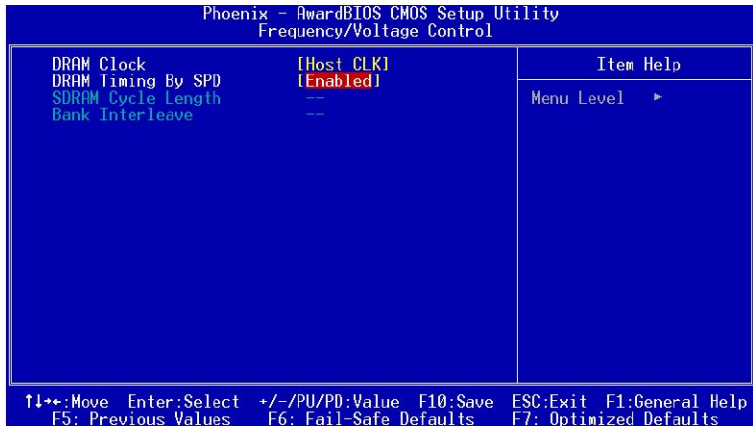 Phoenix - AwardBIOS CMOS Setup Utility
Frequency/Voltage Control
DRAM Clock [Host CLK]
DRAM Timing By SPD [Enabled]
SDRAM Cycle Length --
Bank Interleave --
Item Help
Menu Level ►
↑↓→←:Move Enter:Select +/-/PU/PD:Value F10:Save ESC:Exit F1:General Help
F5: Previous Values F6: Fail-Safe Defaults F7: Optimized Defaults